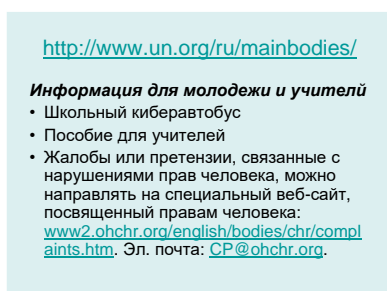 http://www.un.org/ru/mainbodies/
Информация для молодежи и учителй
• Школьный киберавтобус
• Пособие для учителей
• Жалобы или претензии, связанные с
нарушениями прав человека, можно
направлять на специальный веб-сайт,
посвященный правам человека:
www2.ohchr.org/english/bodies/chr/compl
aints.htm. Эл. почта: CP@ohchr.org.